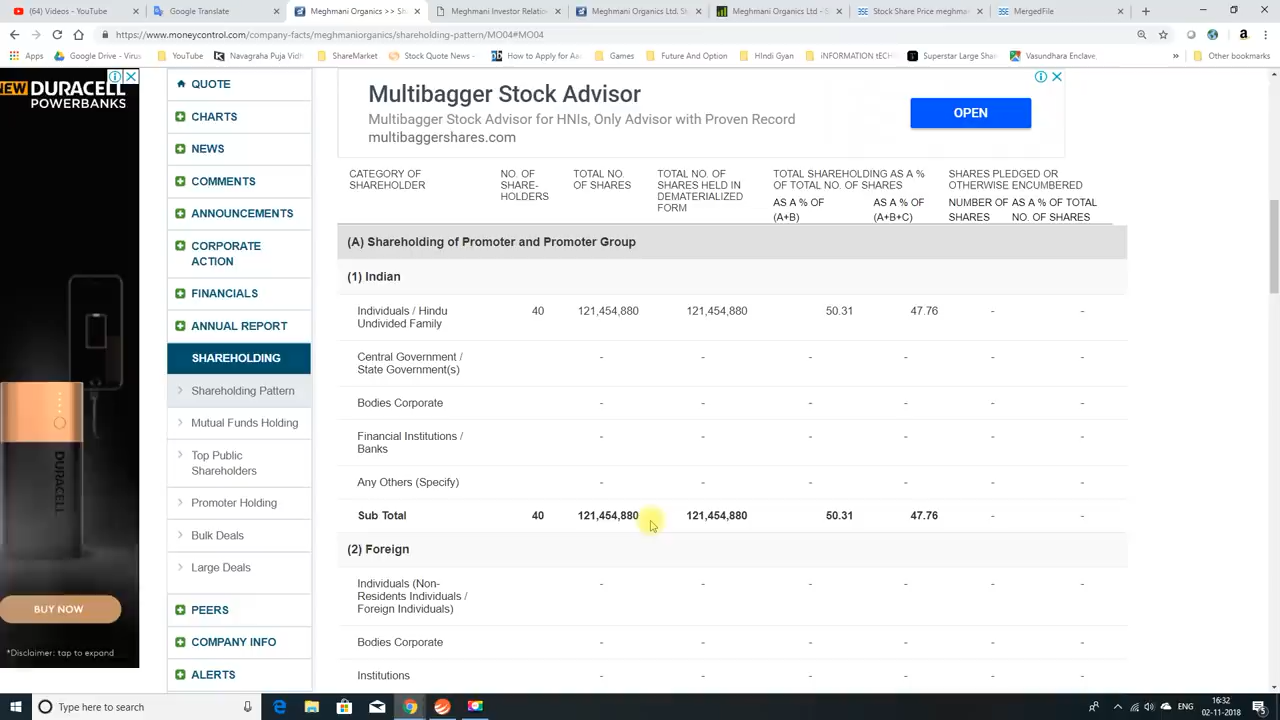 (64) Videos - YouTube
Google Translate
Meghmani Organics >> Sh
Meghmani Investor Relation
Meghmani Organics Ltd. S
Meghmani Organics Ltd - S
Stock Share Price meghman
MergedFile
https://www.moneycontrol.com/company-facts/meghmaniorganics/shareholding-pattern/MO04#MO04
Apps
Google Drive - Virus
YouTube
Navagraha Puja Vidh
ShareMarket
Stock Quote News -
How to Apply for Aa
Games
Future And Option
HIndi Gyan
iNFORMATION tECH
Superstar Large Shar
Vasundhara Enclave,
»
Other bookmarks
NEW DURACELL
POWERBANKS
DURACELL
BUY NOW
*Disclaimer: tap to expand
QUOTE
CHARTS
NEWS
COMMENTS
ANNOUNCEMENTS
CORPORATE
ACTION
FINANCIALS
ANNUAL REPORT
SHAREHOLDING
Shareholding Pattern
Mutual Funds Holding
Top Public
Shareholders
Promoter Holding
Bulk Deals
Large Deals
PEERS
COMPANY INFO
ALERTS
Multibagger Stock Advisor
Multibagger Stock Advisor for HNIs, Only Advisor with Proven Record
multibaggershares.com
OPEN
CATEGORY OF
SHAREHOLDER
NO. OF
SHARE-
HOLDERS
TOTAL NO.
OF SHARES
TOTAL NO. OF
SHARES HELD IN
DEMATERIALIZED
FORM
TOTAL SHAREHOLDING AS A %
OF TOTAL NO. OF SHARES
AS A % OF
(A+B)
AS A % OF
(A+B+C)
SHARES PLEDGED OR
OTHERWISE ENCUMBERED
NUMBER OF
SHARES
AS A % OF TOTAL
NO. OF SHARES
(A) Shareholding of Promoter and Promoter Group
(1) Indian
Individuals / Hindu 40 121,454,880 121,454,880 50.31 47.76 - -
Undivided Family
Central Government / - - - - - -
State Government(s)
Bodies Corporate - - - - - -
Financial Institutions / - - - - - -
Banks
Any Others (Specify) - - - - - -
Sub Total 40 121,454,880 121,454,880 50.31 47.76 - -
(2) Foreign
Individuals (Non- - - - - - -
Residents Individuals /
Foreign Individuals)
Bodies Corporate - - - - - -
Institutions - - - - - -
Type here to search
16:32
02-11-2018
5